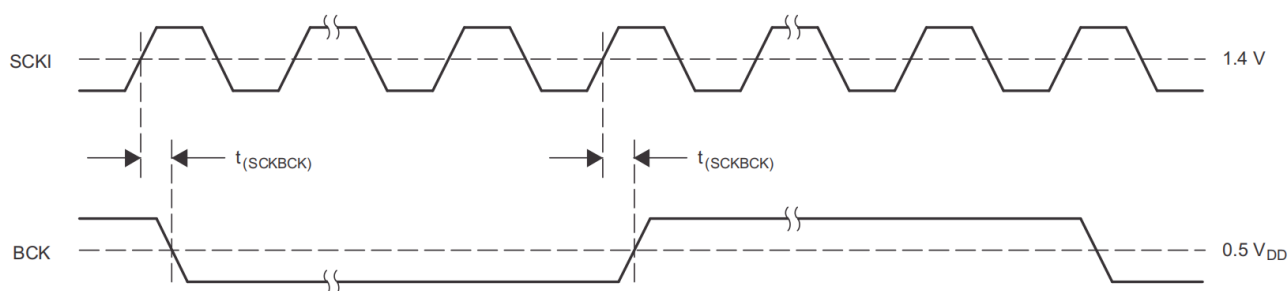 SCKI
1.4 V
t(SCKBCK)
t(SCKBCK)
BCK
0.5 VDD